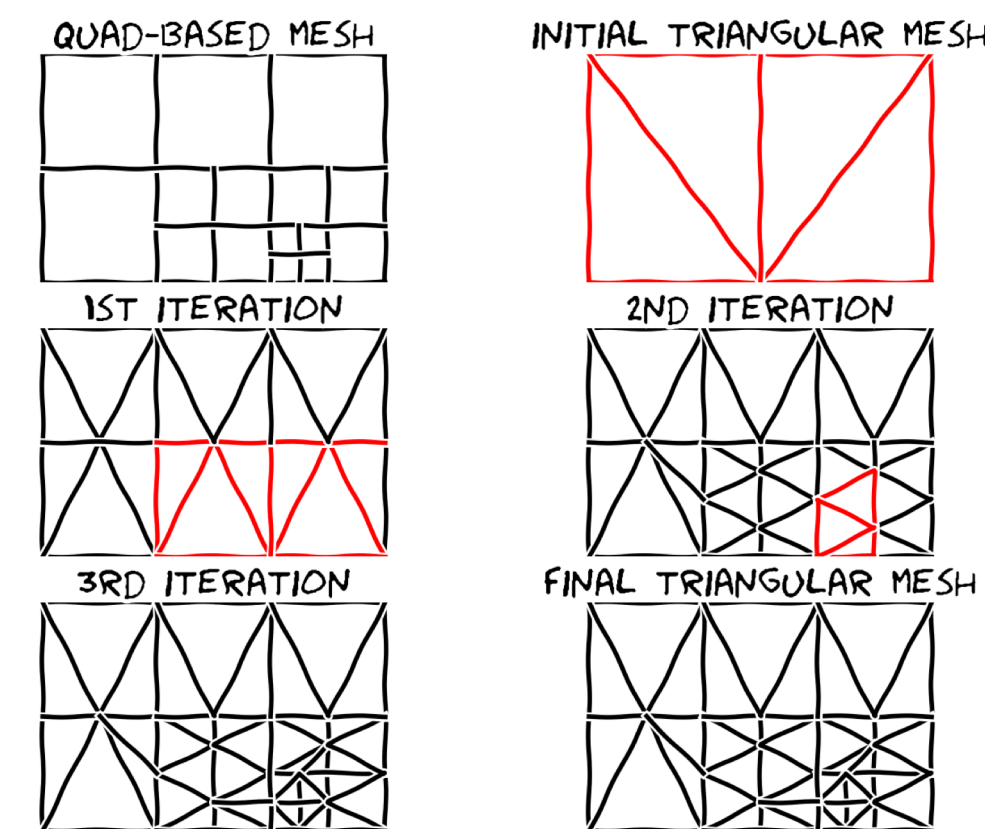 QUAD-BASED MESH
INITIAL TRIANGULAR MESH
1ST ITERATION
2ND ITERATION
3RD ITERATION
FINAL TRIANGULAR MESH